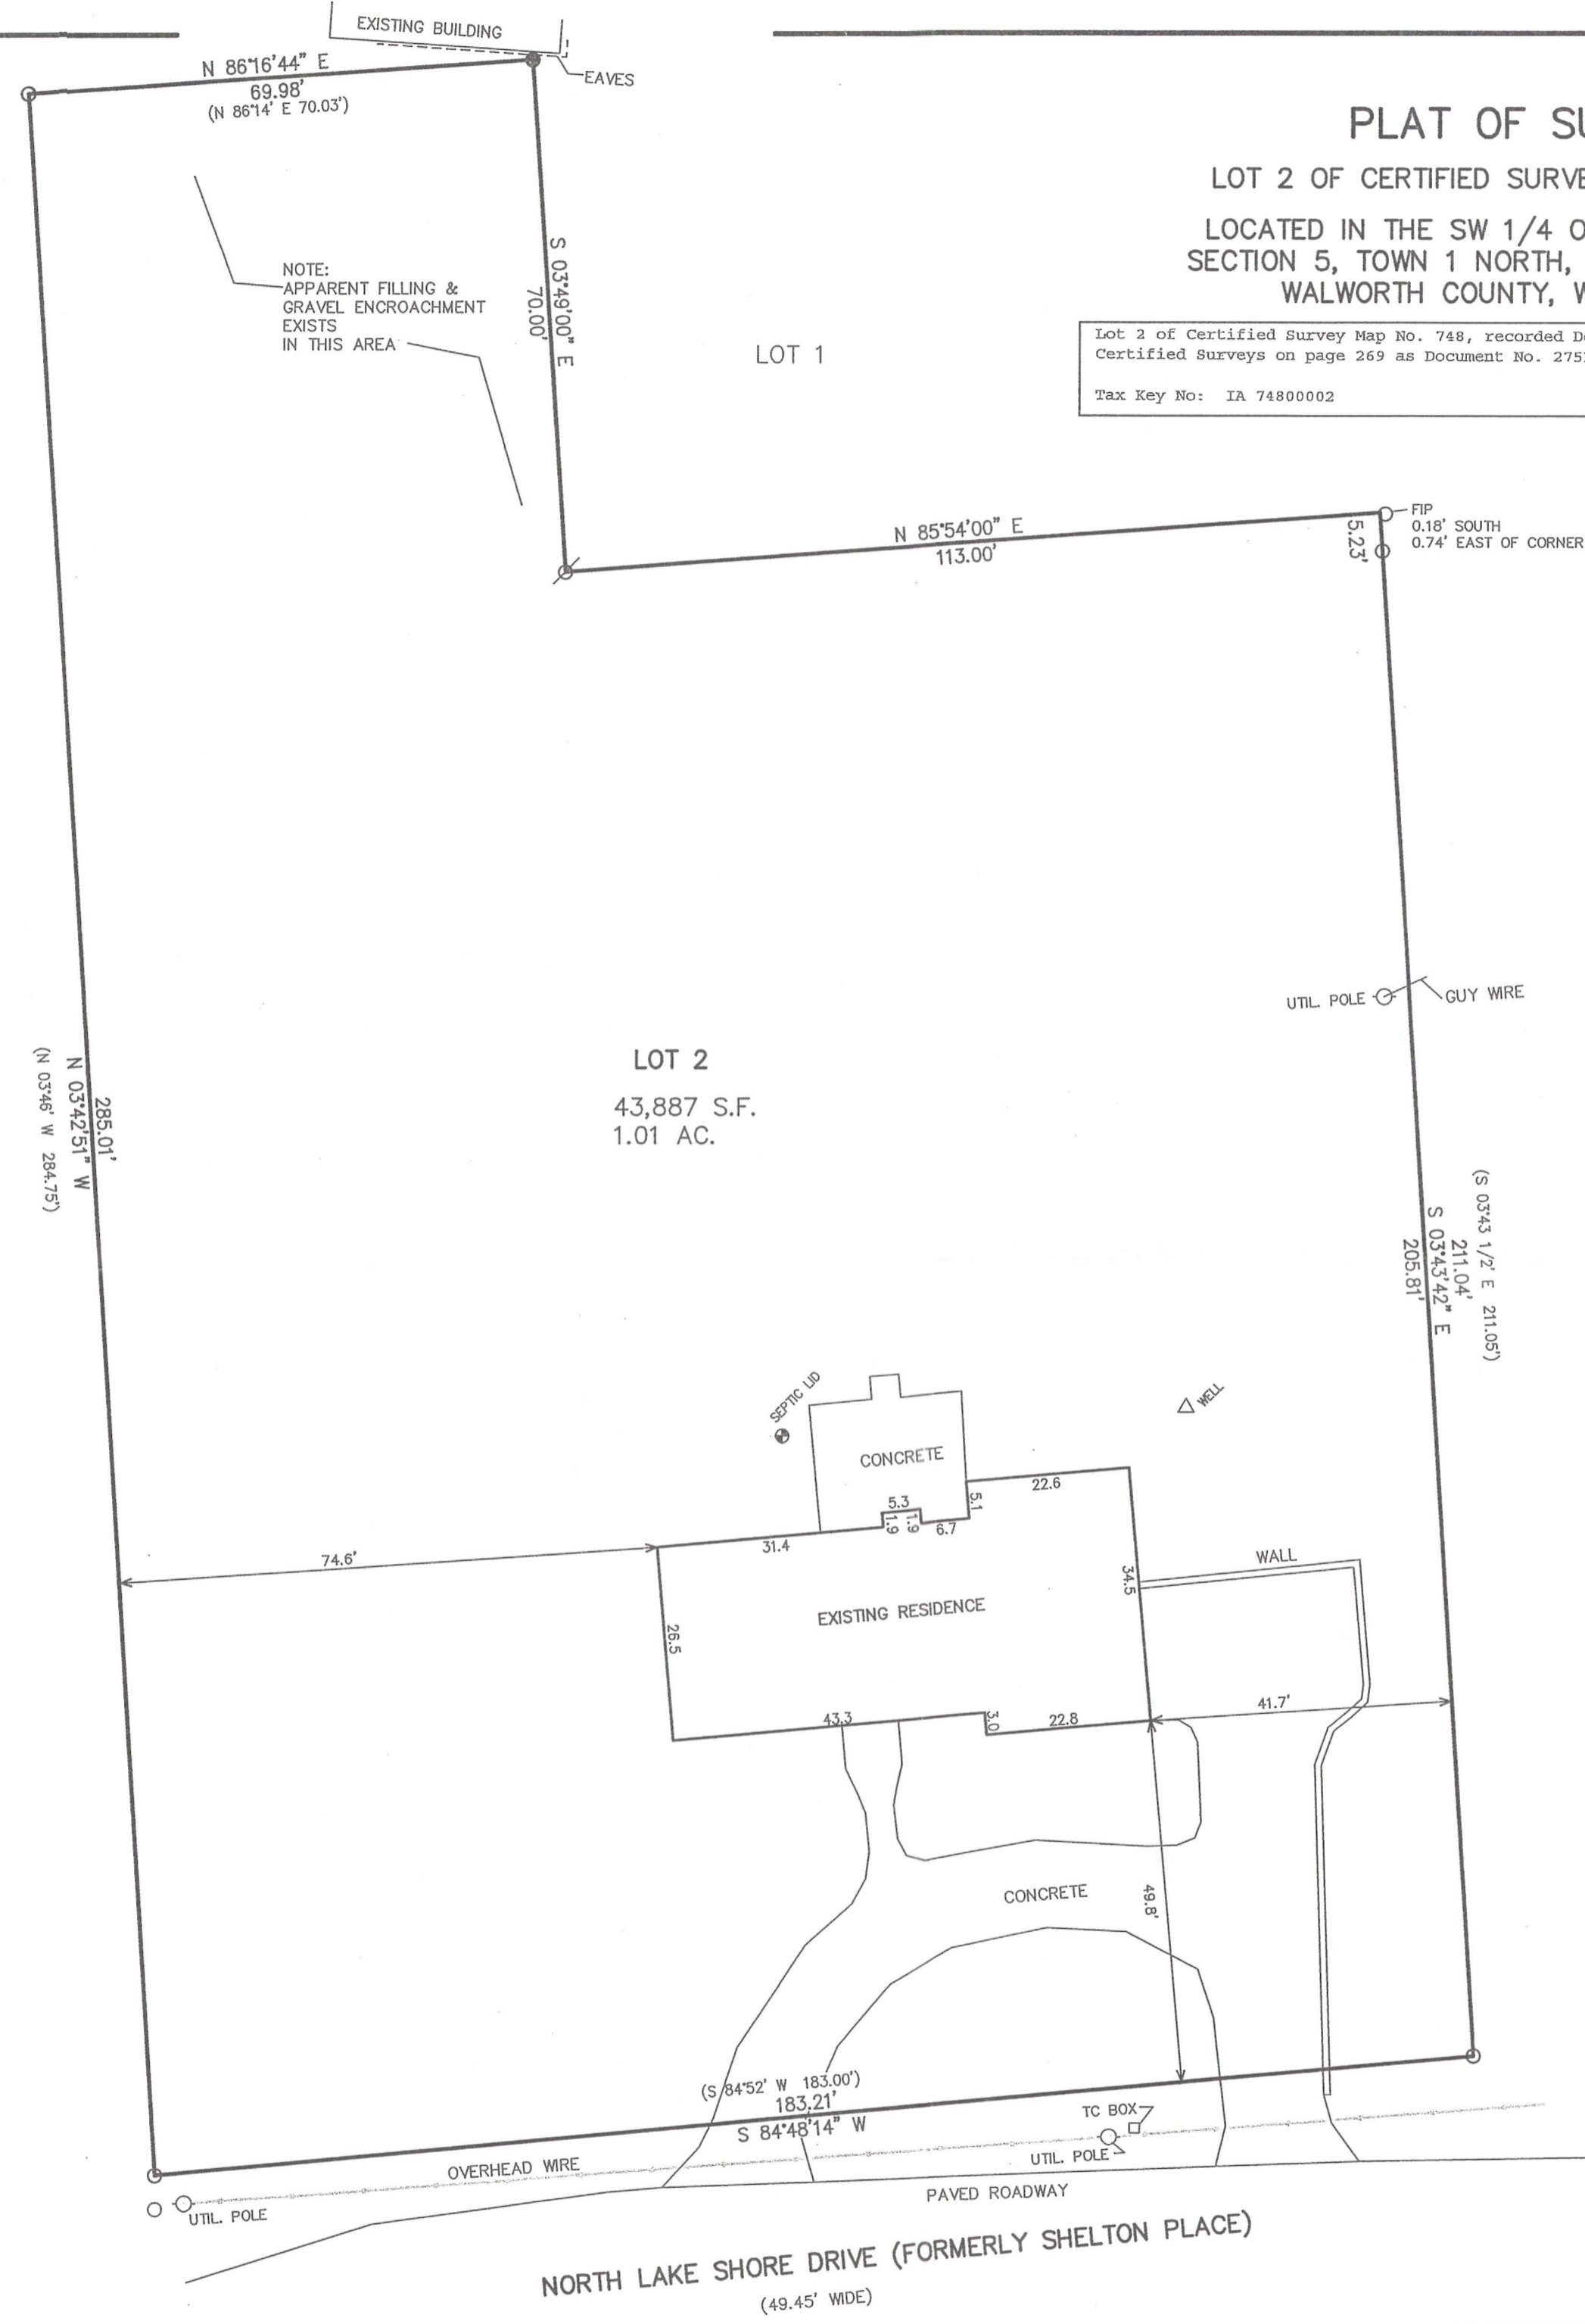 EXISTING BUILDING
EAVES
N 86°16'44" E
69.98'
(N 86°14' E 70.03')
PLAT OF SU
LOT 2 OF CERTIFIED SURVE
LOCATED IN THE SW 1/4 O
SECTION 5, TOWN 1 NORTH,
WALWORTH COUNTY, W
Lot 2 of Certified Survey Map No. 748, recorded De
Certified Surveys on page 269 as Document No. 2751
Tax Key No: IA 74800002
NOTE:
APPARENT FILLING &
GRAVEL ENCROACHMENT
EXISTS
IN THIS AREA
S 03°49'00" E
70.00'
LOT 1
N 85°54'00" E
113.00'
5.23'
FIP
0.18' SOUTH
0.74' EAST OF CORNER
UTIL. POLE
GUY WIRE
LOT 2
43,887 S.F.
1.01 AC.
285.01'
N 03°42'51" W
(N 03°46' W 284.75')
(S 03°43 1/2' E 211.05')
211.04'
S 03°43'42" E
205.81'
SEPTIC LID
WELL
CONCRETE
22.6
5.1
5.3
1.9
1.9
6.7
31.4
74.6'
WALL
34.5
EXISTING RESIDENCE
26.5
43.3
3.0
22.8
41.7'
49.8'
CONCRETE
(S 84°52' W 183.00')
183.21'
S 84°48'14" W
TC BOX
UTIL. POLE
OVERHEAD WIRE
UTIL. POLE
PAVED ROADWAY
NORTH LAKE SHORE DRIVE (FORMERLY SHELTON PLACE)
(49.45' WIDE)